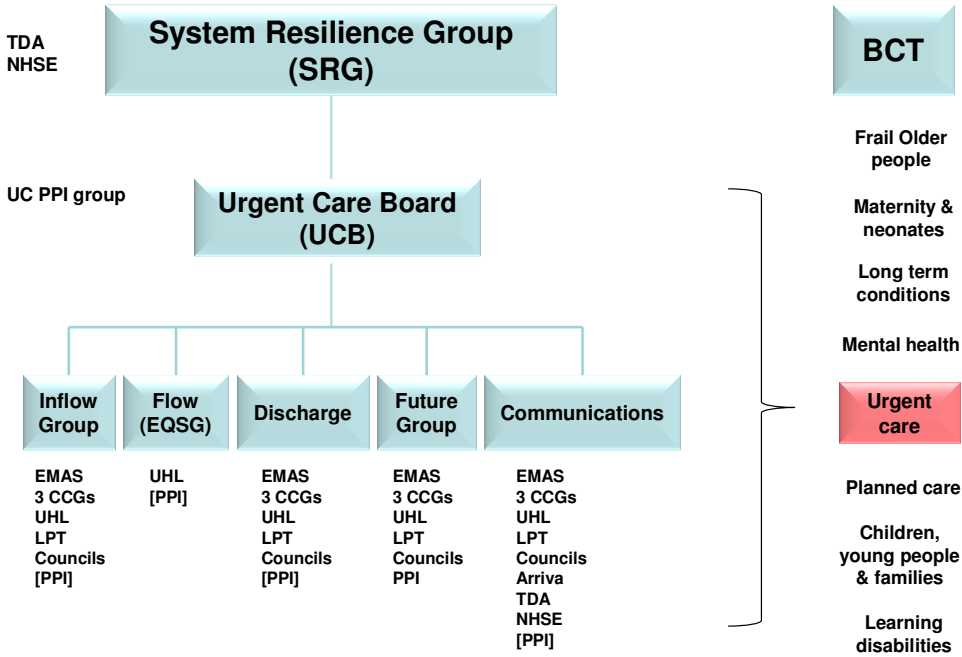 TDA
NHSE
System Resilience Group
(SRG)
BCT
UC PPI group
Urgent Care Board
(UCB)
Inflow
Group
Flow
(EQSG)
Discharge
Future
Group
Communications
EMAS
3 CCGs
UHL
LPT
Councils
[PPI]
UHL
[PPI]
EMAS
3 CCGs
UHL
LPT
Councils
[PPI]
EMAS
3 CCGs
UHL
LPT
Councils
PPI
EMAS
3 CCGs
UHL
LPT
Councils
Arriva
TDA
NHSE
[PPI]
Frail Older
people
Maternity &
neonates
Long term
conditions
Mental health
Urgent
care
Planned care
Children,
young people
& families
Learning
disabilities